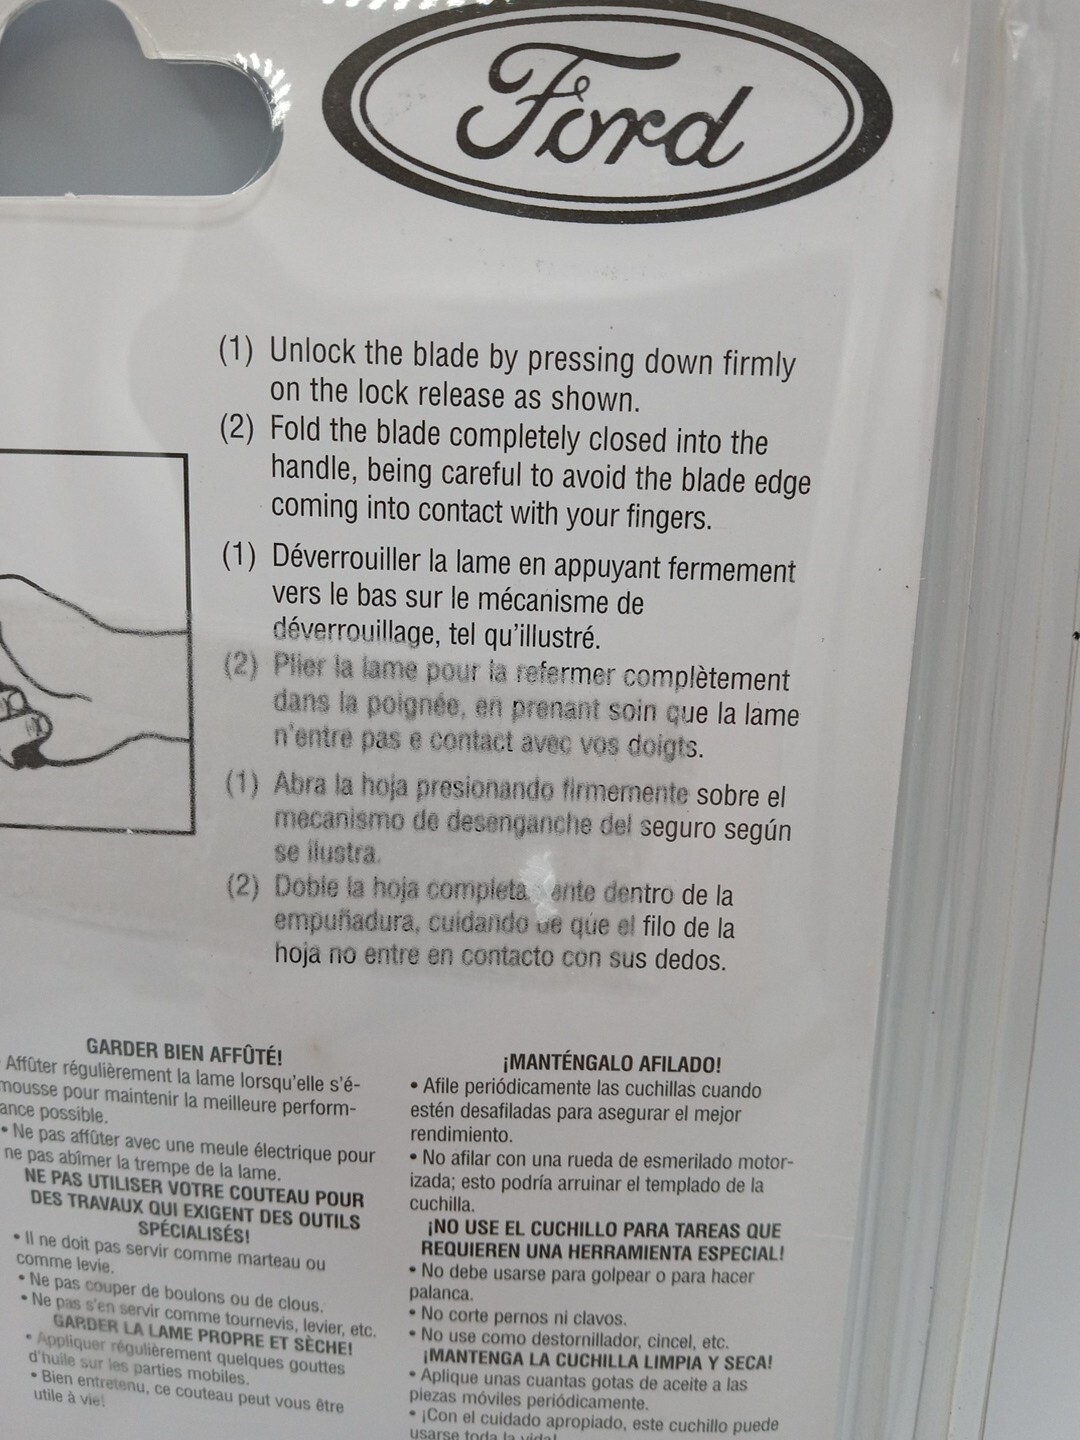 Ford
(1) Unlock the blade by pressing down firmly
on the lock release as shown.
(2) Fold the blade completely closed into the
handle, being careful to avoid the blade edge
coming into contact with your fingers.
(1) Déverrouiller la lame en appuyant fermement
vers le bas sur le mécanisme de
déverrouillage, tel qu'illustré.
(2) Plier la lame pour la refermer complètement
dans la poignée, en prenant soin que la lame
n'entre pas e contact avec vos doigts.
(1) Abra la hoja presionando firmemente sobre el
mecanismo de desenganche del seguro según
se ilustra.
(2) Doble la hoja dentro de la
empuñadura, cuidando de que el filo de la
hoja no entre en contacto con sus dedos.
GARDER BIEN AFFÛTÉ!
Affûter régulièrement la lame lorsqu'elle s'é-
mousse pour maintenir la meilleure perform-
ance possible.
• Ne pas affûter avec une meule électrique pour
ne pas abîmer la trempe de la lame.
NE PAS UTILISER VOTRE COUTEAU POUR
DES TRAVAUX QUI EXIGENT DES OUTILS
SPÉCIALISÉS!
• Il ne doit pas servir comme marteau ou
comme levie.
• Ne pas couper de boulons ou de clous.
• Ne pas s'en servir comme tournevis, levier, etc.
GARDER LA LAME PROPRE ET SÈCHE!
• Appliquer régulièrement quelques gouttes
d'huile sur les parties mobiles.
• Bien entretenu, ce couteau peut vous être
utile à vie!
¡MANTÉNGALO AFILADO!
• Afile periódicamente las cuchillas cuando
estén desafiladas para asegurar el mejor
rendimiento.
• No afilar con una rueda de esmerilado motor-
izada; esto podría arruinar el templado de la
cuchilla.
¡NO USE EL CUCHILLO PARA TAREAS QUE
REQUIEREN UNA HERRAMIENTA ESPECIAL!
• No debe usarse para golpear o para hacer
palanca.
• No corte pernos ni clavos.
• No use como destornillador, cincel, etc.
¡MANTENGA LA CUCHILLA LIMPIA Y SECA!
• Aplique unas cuantas gotas de aceite a las
piezas móviles periódicamente.
• ¡Con el cuidado apropiado, este cuchillo puede
usarse toda la vida!